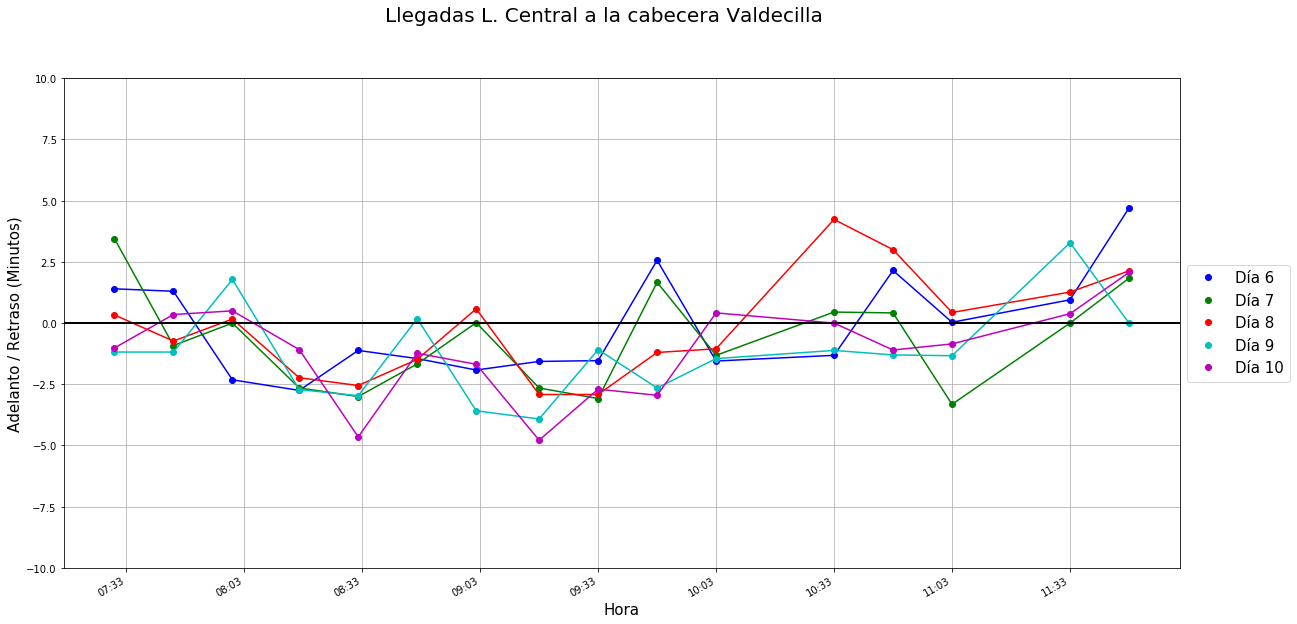 Llegadas L. Central a la cabecera Valdecilla
Adelanto / Retraso (Minutos)
10.0
7.5
5.0
2.5
0.0
−2.5
−5.0
−7.5
−10.0
07:33
08:03
08:33
09:03
09:33
10:03
10:33
11:03
11:33
Hora
Día 6
Día 7
Día 8
Día 9
Día 10